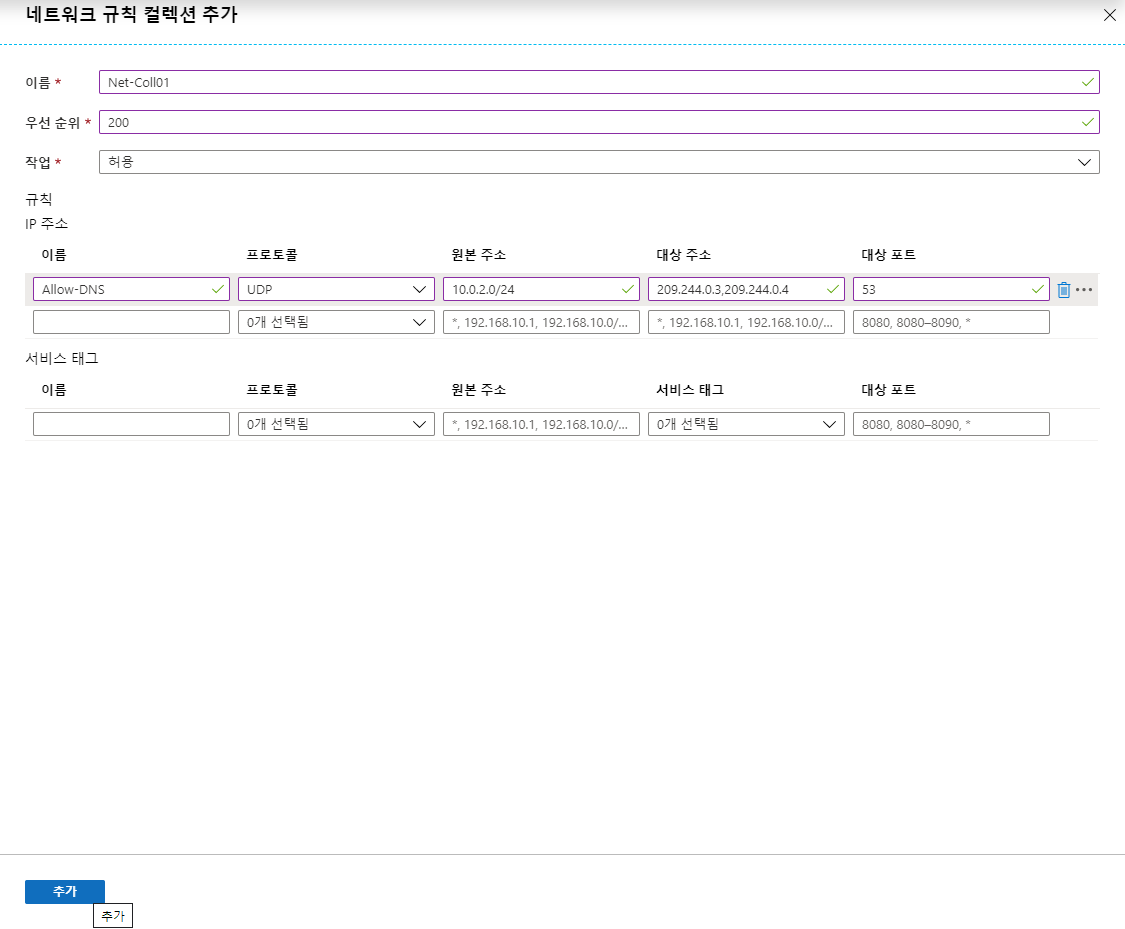 네트워크 규칙 컬렉션 추가
이름 *
Net-Coll01
우선 순위 *
200
작업 *
허용
규칙
IP 주소
이름 프로토콜 원본 주소 대상 주소 대상 포트
Allow-DNS UDP 10.0.2.0/24 209.244.0.3,209.244.0.4 53
0개 선택됨 *, 192.168.10.1, 192.168.10.0/... *, 192.168.10.1, 192.168.10.0/... 8080, 8080–8090, *
서비스 태그
이름 프로토콜 원본 주소 서비스 태그 대상 포트
0개 선택됨 *, 192.168.10.1, 192.168.10.0/... 0개 선택됨 8080, 8080–8090, *
추가
추가